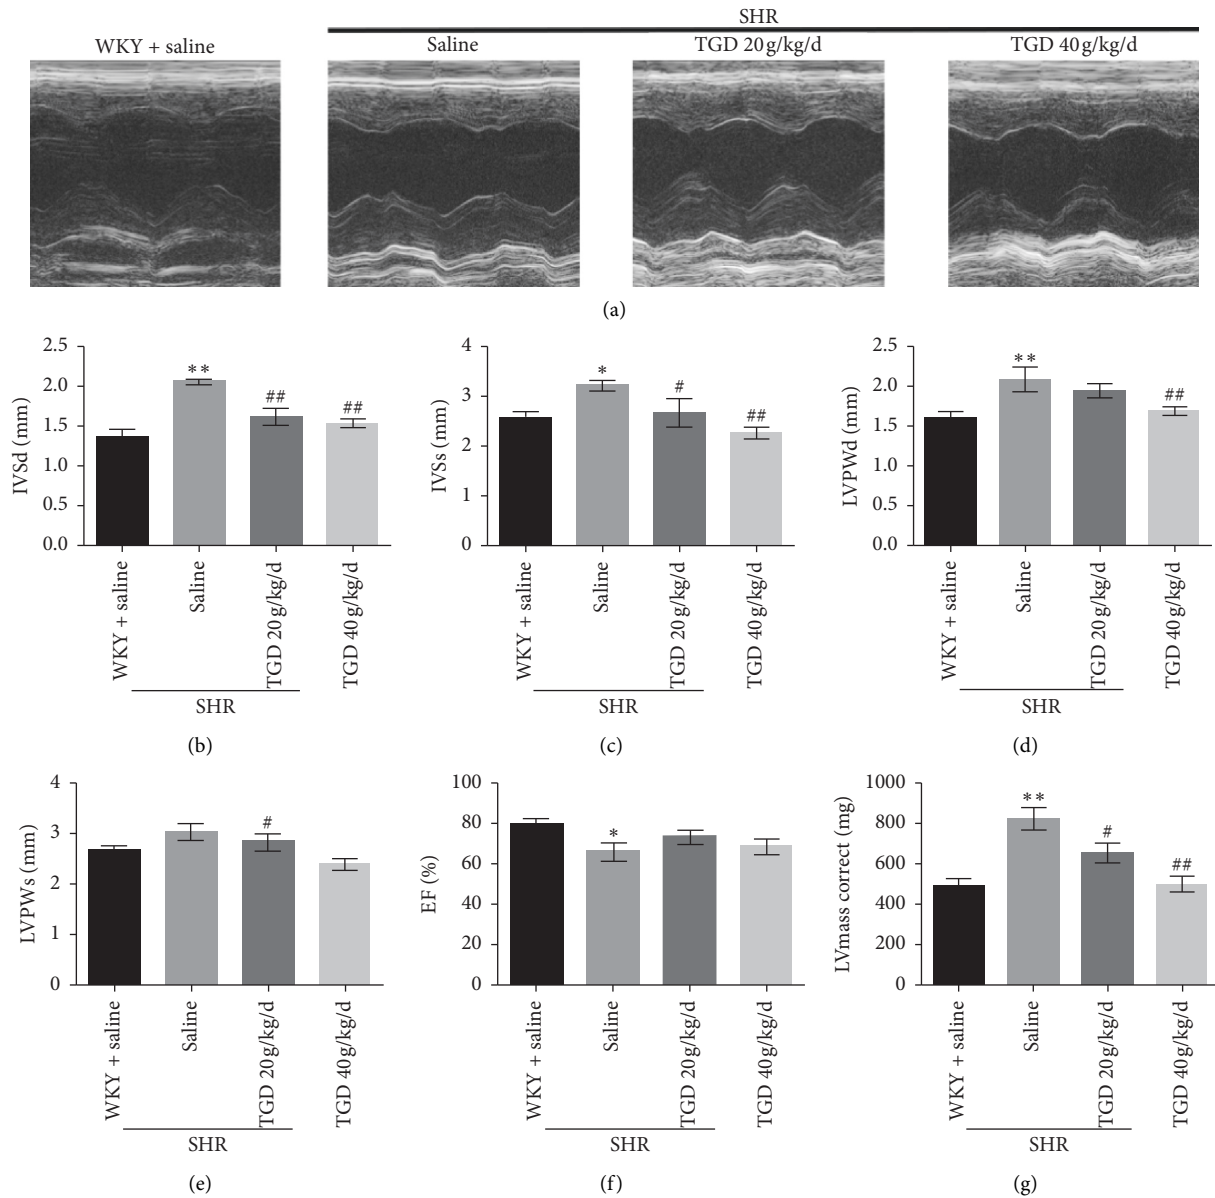 SHR
WKY + saline
Saline
TGD 20 g/kg/d
TGD 40 g/kg/d
(a)
2.5
2.0
1.5
1.0
0.5
0.0
IVSd (mm)
**
##
##
WKY + saline
Saline
TGD 20 g/kg/d
TGD 40 g/kg/d
SHR
(b)
4
3
2
1
0
IVSs (mm)
*
#
##
WKY + saline
Saline
TGD 20 g/kg/d
TGD 40 g/kg/d
SHR
(c)
2.5
2.0
1.5
1.0
0.5
0.0
LVPWd (mm)
**
##
WKY + saline
Saline
TGD 20 g/kg/d
TGD 40 g/kg/d
SHR
(d)
4
3
2
1
0
LVPWs (mm)
#
WKY + saline
Saline
TGD 20 g/kg/d
TGD 40 g/kg/d
SHR
(e)
100
80
60
40
20
0
EF (%)
*
WKY + saline
Saline
TGD 20 g/kg/d
TGD 40 g/kg/d
SHR
(f)
1000
800
600
400
200
0
LVmass correct (mg)
**
#
##
WKY + saline
Saline
TGD 20 g/kg/d
TGD 40 g/kg/d
SHR
(g)